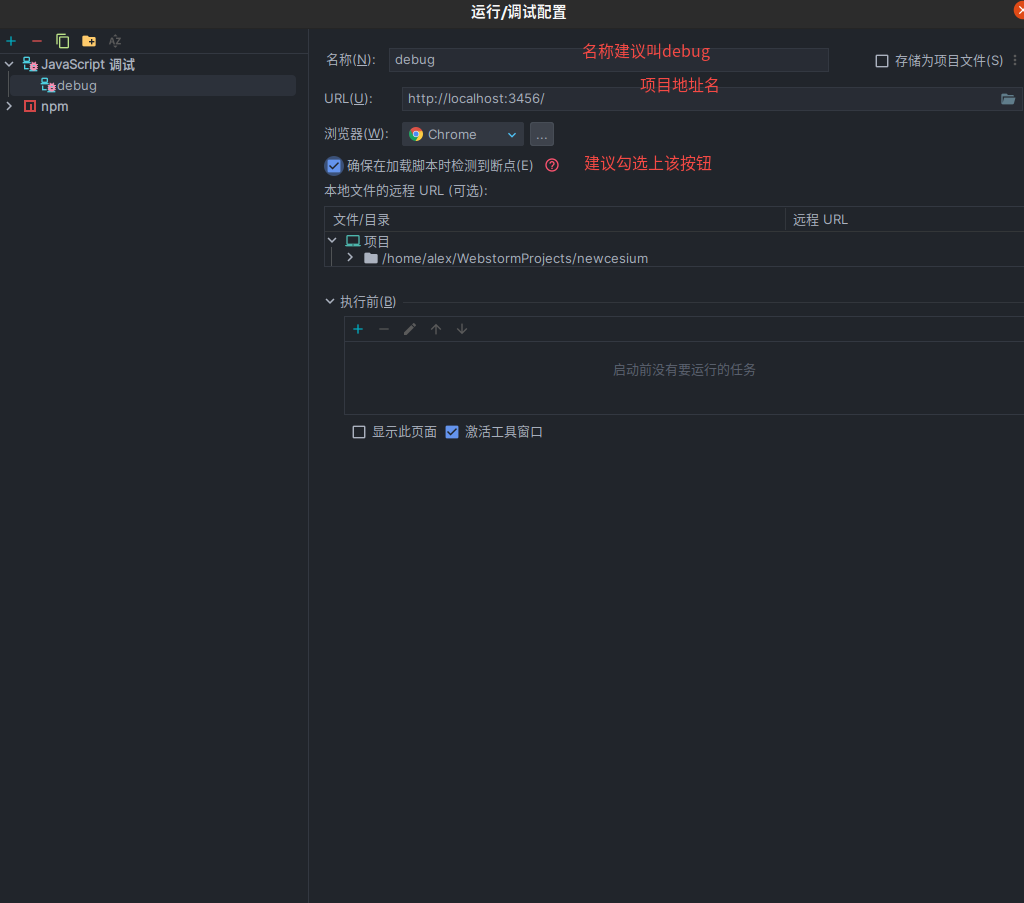 运行/调试配置
JavaScript 调试
debug
npm
名称(N): debug 名称建议叫debug 存储为项目文件(S)
项目地址名
URL(U): http://localhost:3456/
浏览器(W): Chrome ...
确保在加载脚本时检测到断点(E) ? 建议勾选上该按钮
本地文件的远程 URL (可选):
文件/目录 远程 URL
项目
/home/alex/WebstormProjects/newcesium
执行前(B)
启动前没有要运行的任务
显示此页面 激活工具窗口